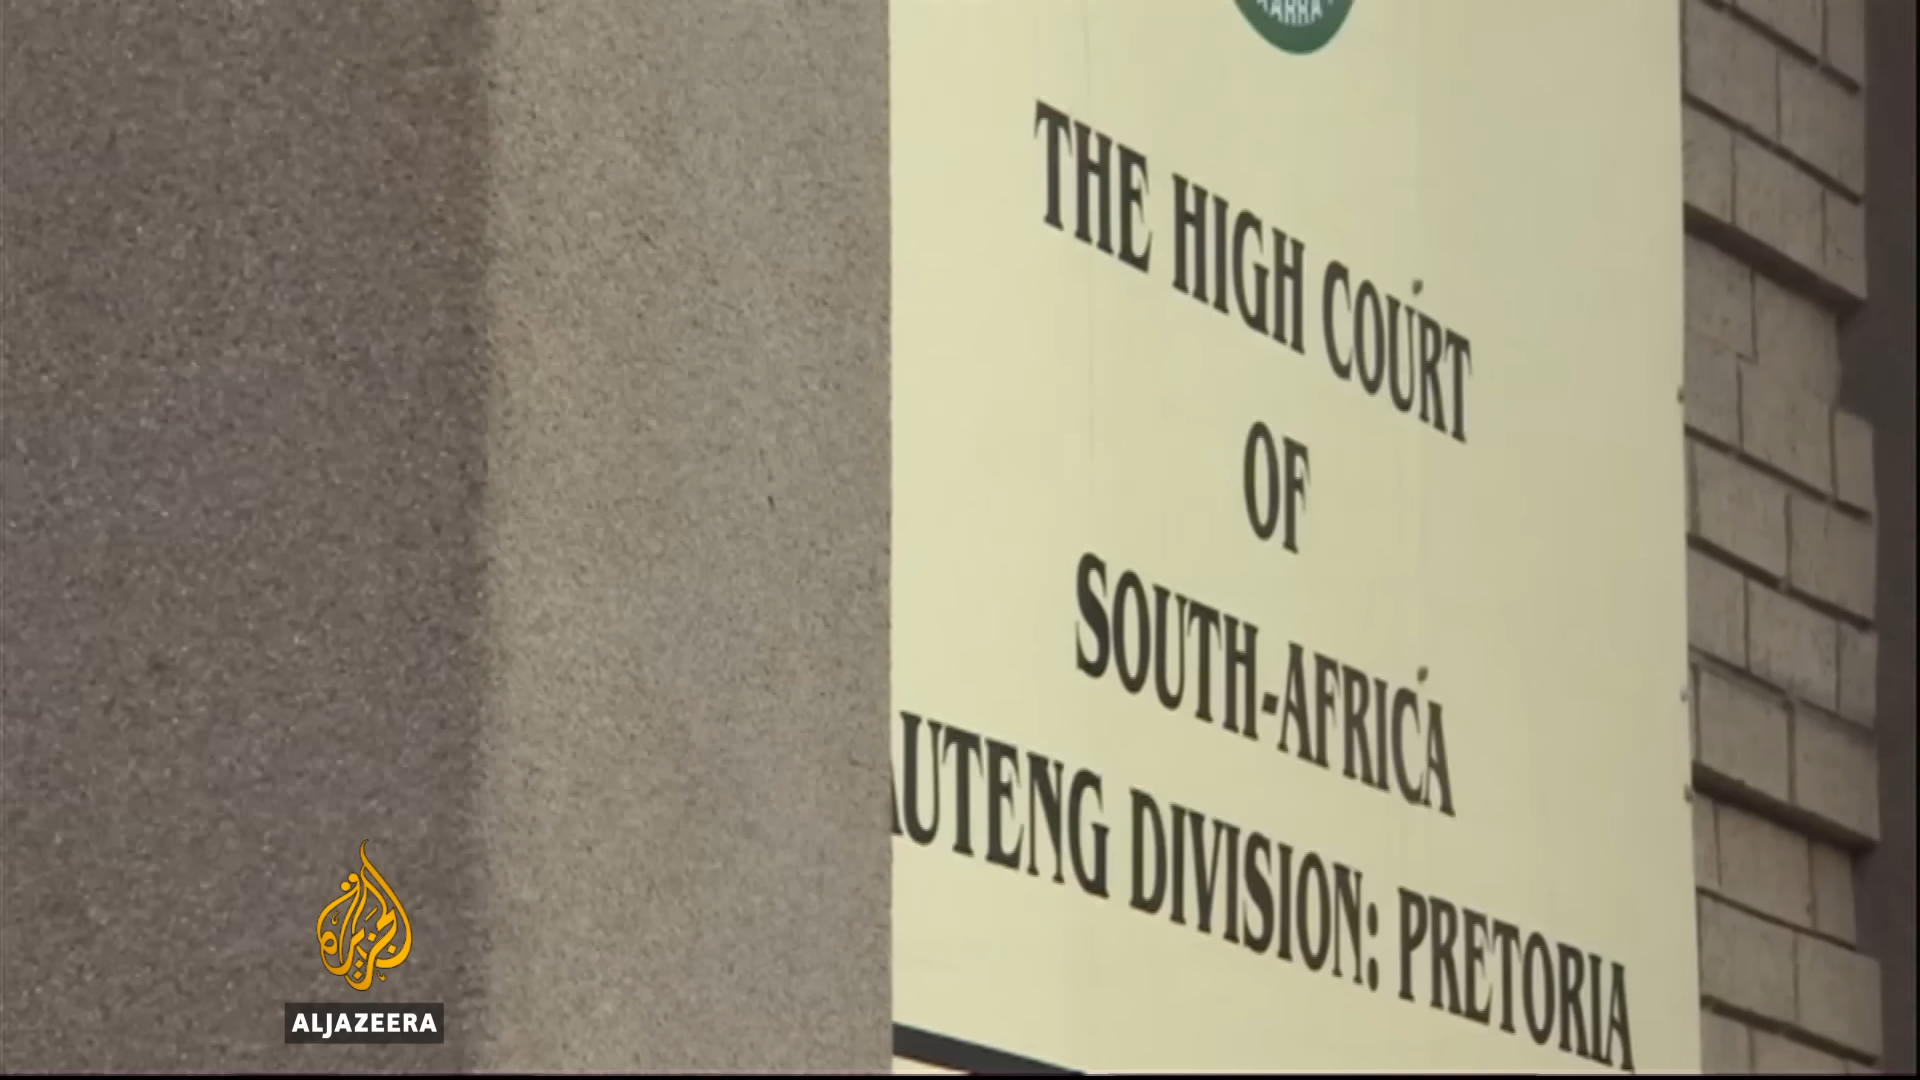 THE HIGH COURT
OF
SOUTH-AFRICA
AUTENG DIVISION: PRETORIA
ALJAZEERA